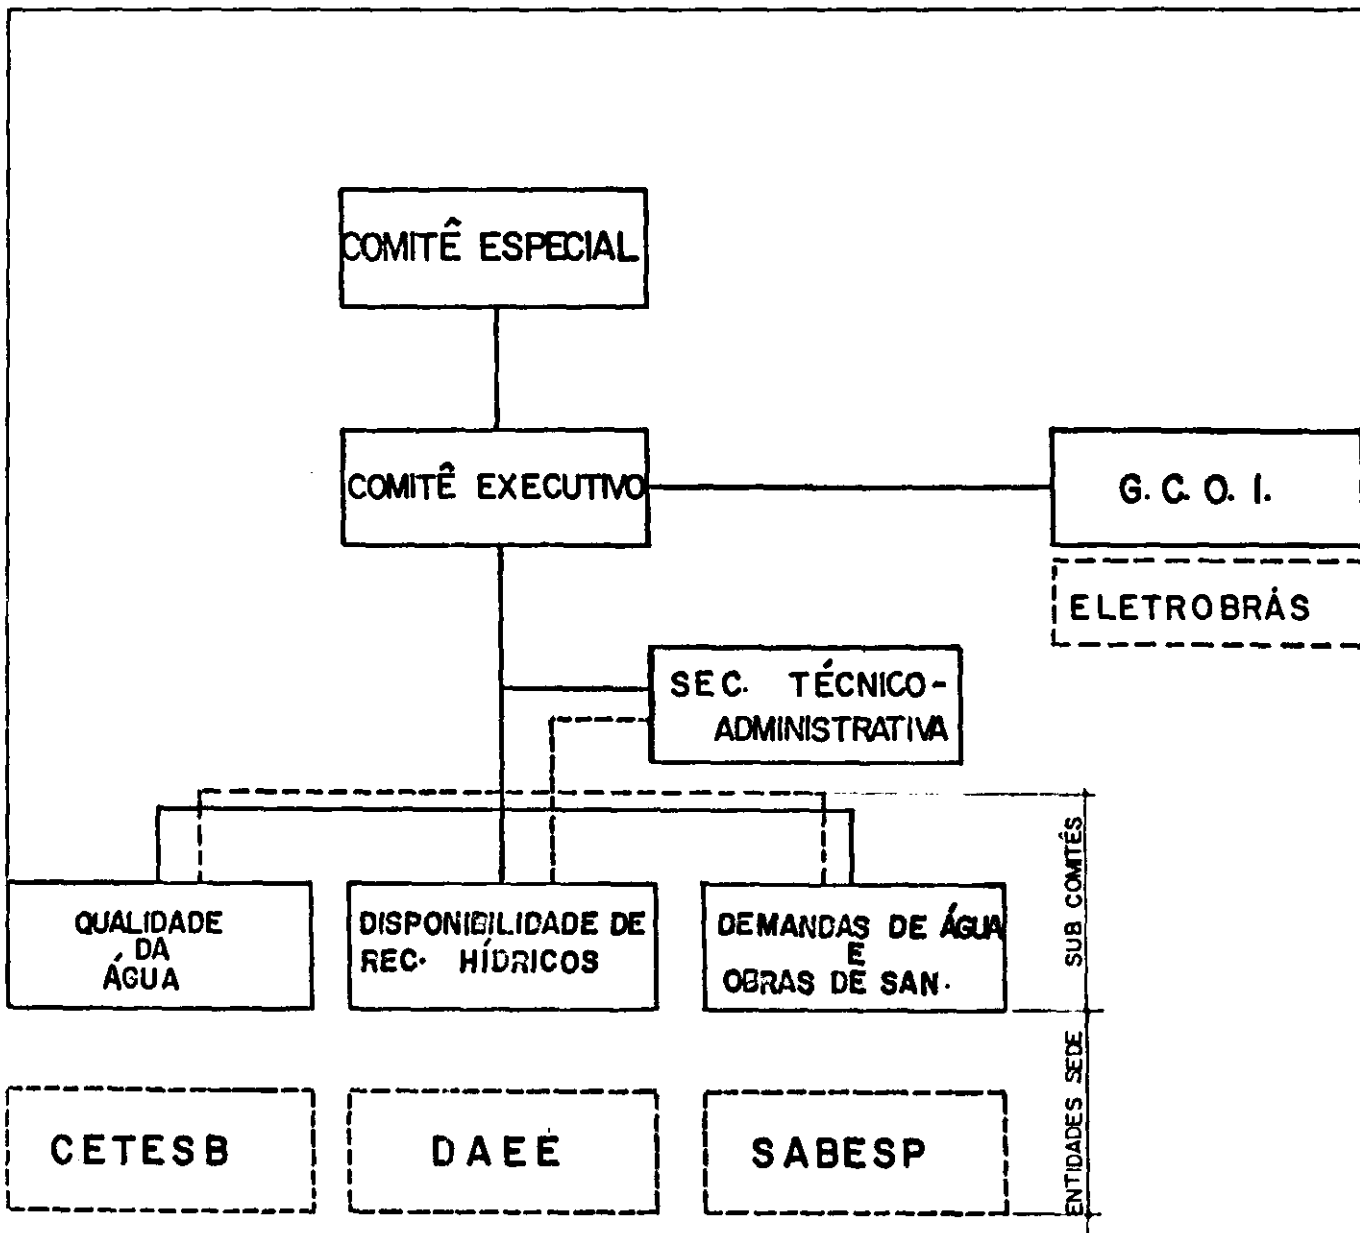 COMITÊ ESPECIAL
COMITÊ EXECUTIVO
G. C. O. I.
ELETROBRÁS
SEC. TÉCNICO-
ADMINISTRATIVA
QUALIDADE
DA
ÁGUA
DISPONIBILIDADE DE
REC. HÍDRICOS
DEMANDAS DE ÁGUA
E
OBRAS DE SAN.
SUB COMITÊS
CETESB
DAEE
SABESP
ENTIDADES SEDE